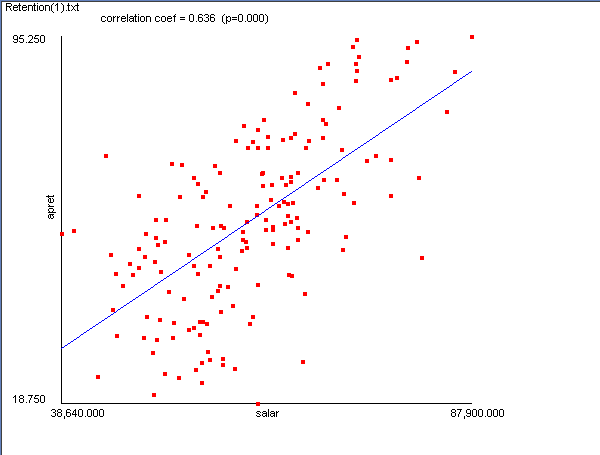 Retention(1).txt
correlation coef = 0.636 (p=0.000)
95.250
apret
18.750
38,640.000 salar 87,900.000